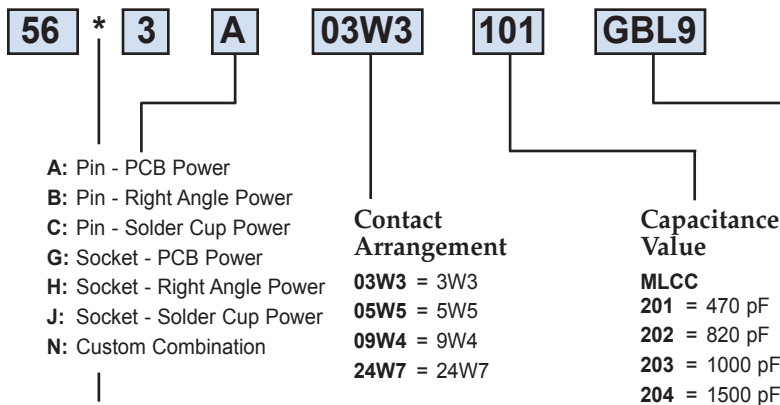 56 * 3 A 03W3 101 GBL9
A: Pin - PCB Power
B: Pin - Right Angle Power
C: Pin - Solder Cup Power
G: Socket - PCB Power
H: Socket - Right Angle Power
J: Socket - Solder Cup Power
N: Custom Combination
Contact
Arrangement
03W3 = 3W3
05W5 = 5W5
09W4 = 9W4
24W7 = 24W7
Capacitance
Value
MLCC
201 = 470 pF
202 = 820 pF
203 = 1000 pF
204 = 1500 pF